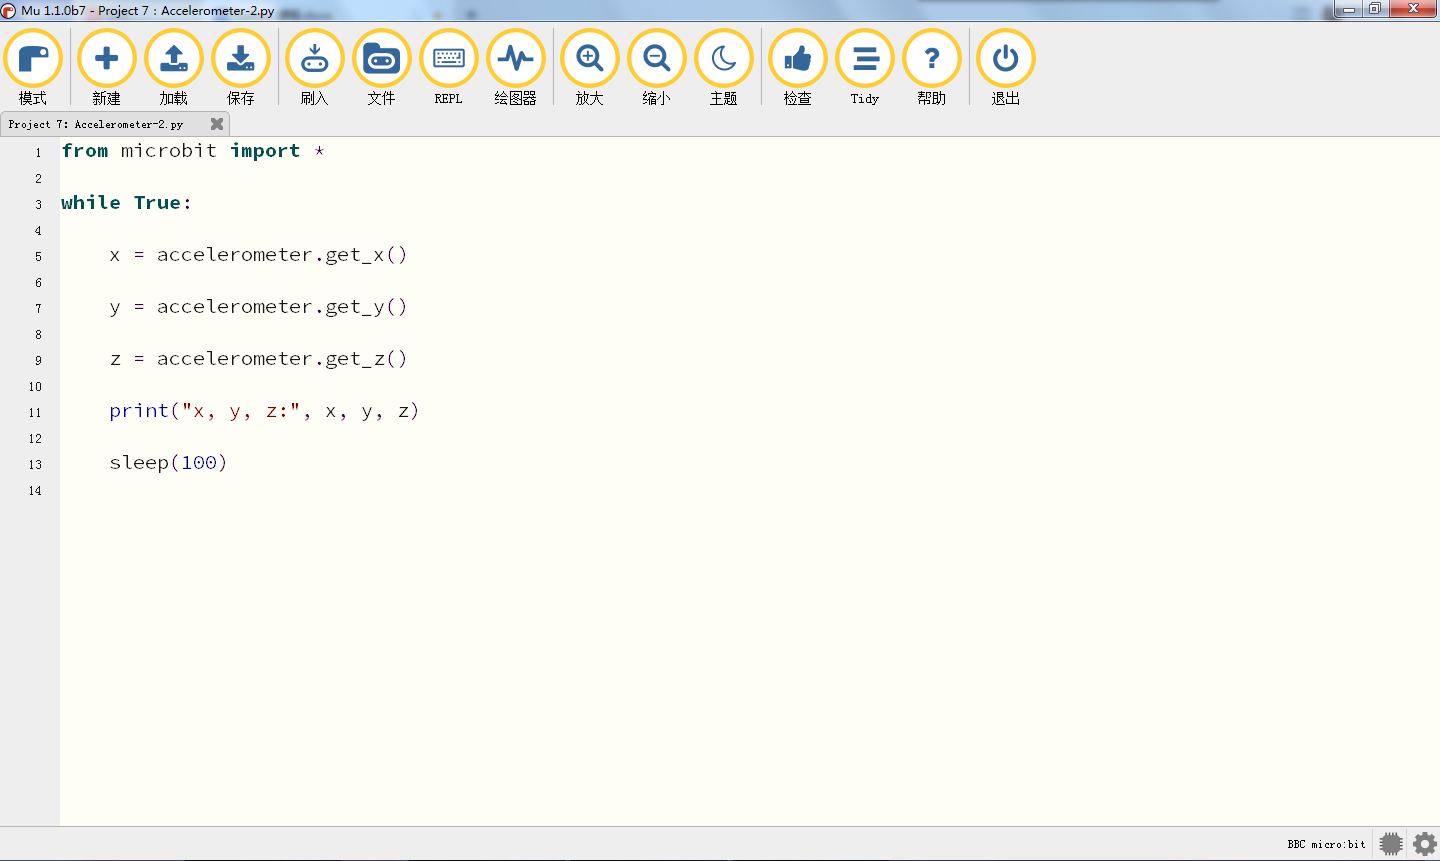 Mu 1.1.0b7 - Project 7 : Accelerometer-2.py
模式 新建 加载 保存 刷入 文件 REPL 绘图器 放大 缩小 主题 检查 Tidy 帮助 退出
Project 7: Accelerometer-2.py
1 from microbit import *
2
3 while True:
4
5 x = accelerometer.get_x()
6
7 y = accelerometer.get_y()
8
9 z = accelerometer.get_z()
10
11 print("x, y, z:", x, y, z)
12
13 sleep(100)
14
BBC micro:bit